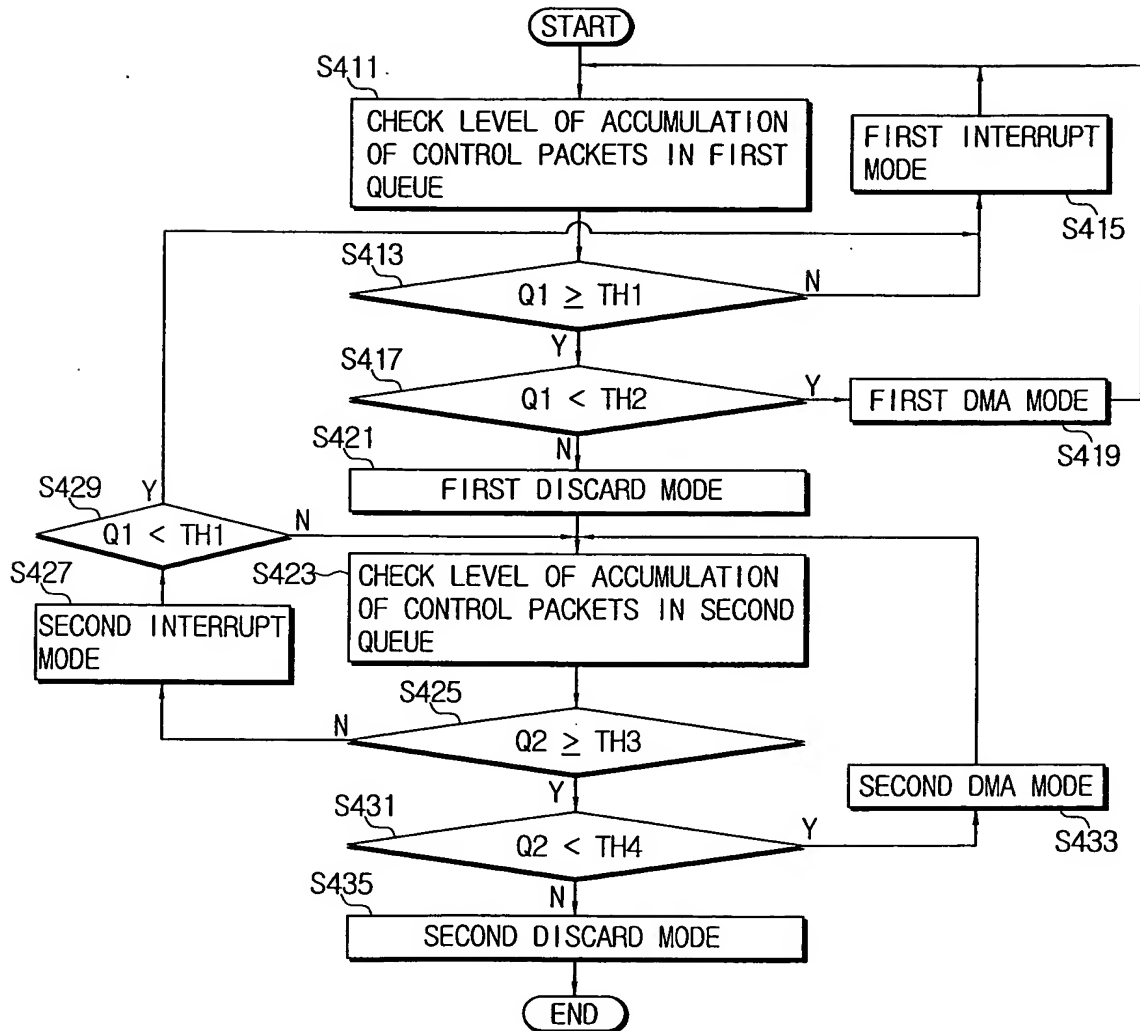 START
S411
CHECK LEVEL OF ACCUMULATION
OF CONTROL PACKETS IN FIRST
QUEUE
FIRST INTERRUPT
MODE
S415
S413
Q1 ≥ TH1
N
Y
S417
Q1 < TH2
Y
FIRST DMA MODE
S419
N
S421
FIRST DISCARD MODE
S429
Y
Q1 < TH1
N
S427
SECOND INTERRUPT
MODE
S423
CHECK LEVEL OF ACCUMULATION
OF CONTROL PACKETS IN SECOND
QUEUE
S425
N
Q2 ≥ TH3
Y
SECOND DMA MODE
S433
S431
Q2 < TH4
Y
N
S435
SECOND DISCARD MODE
END